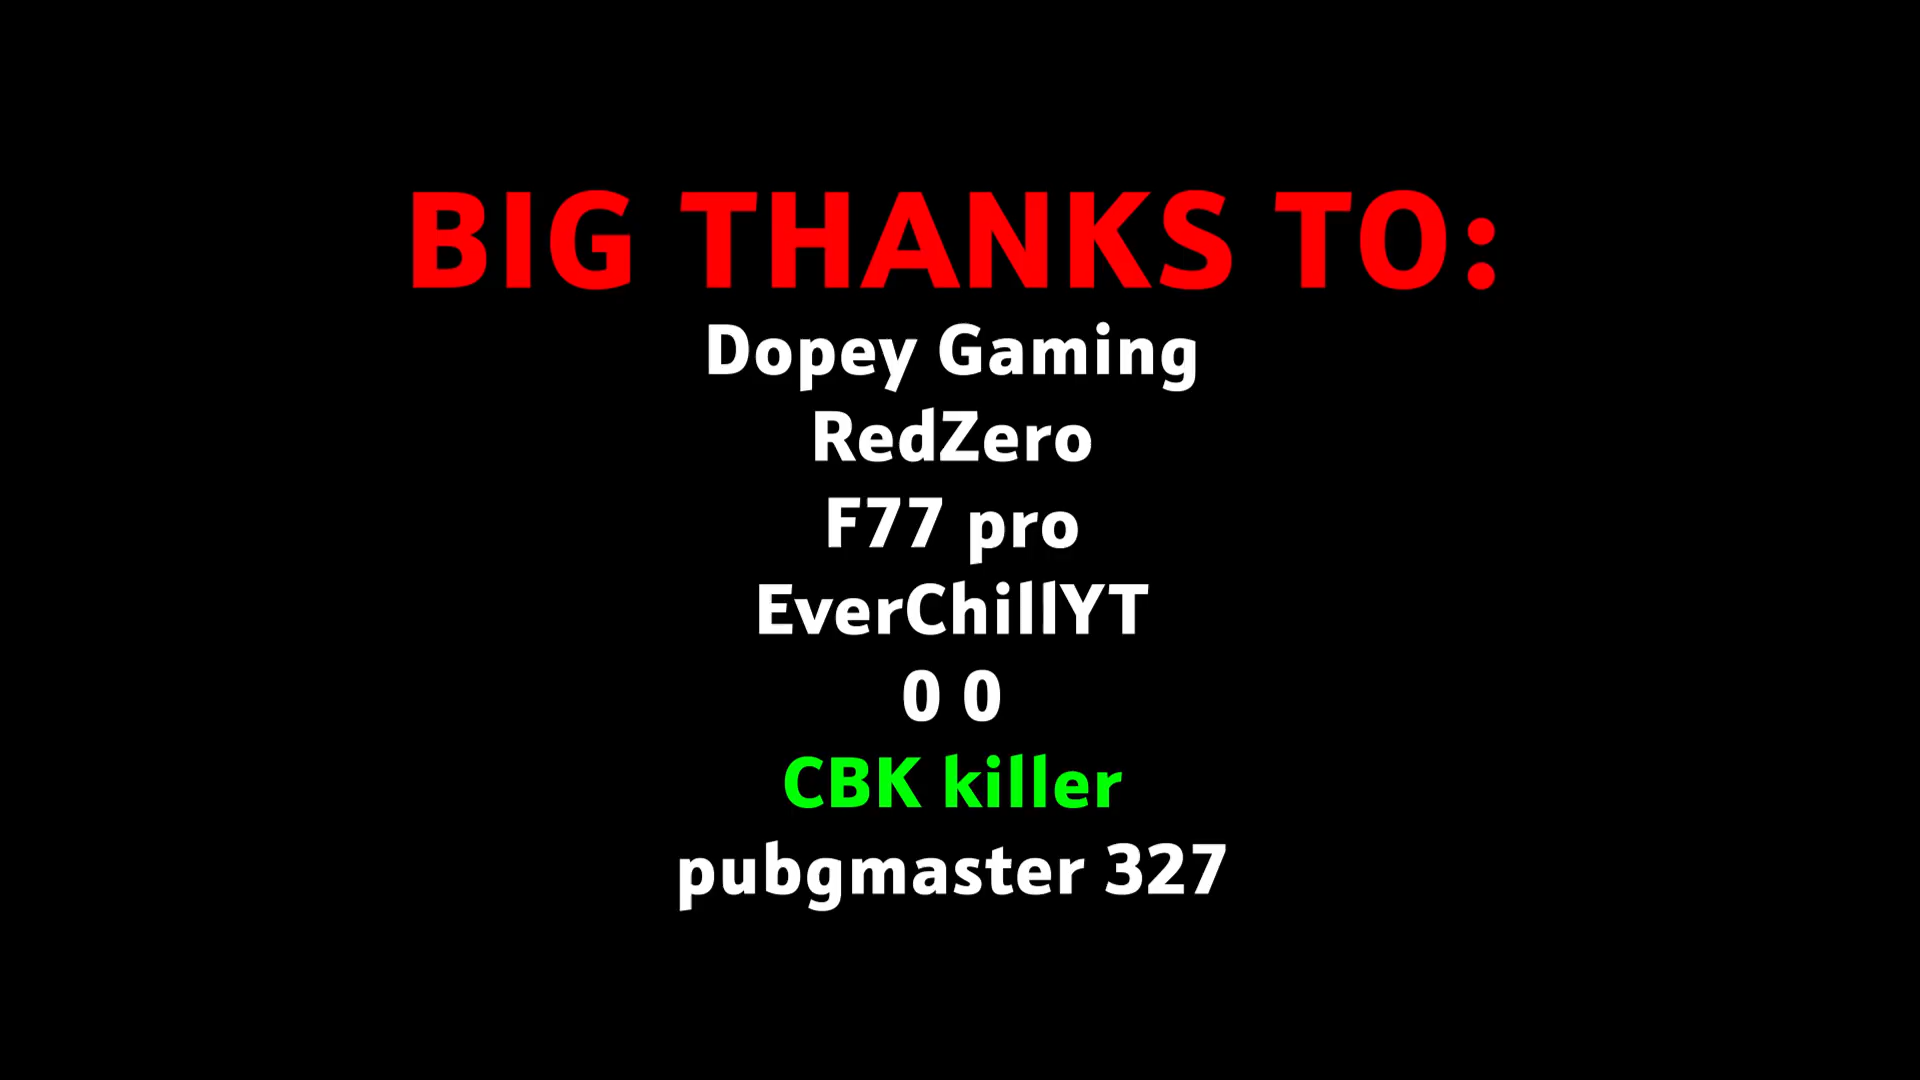 BIG THANKS TO:
Dopey Gaming
RedZero
F77 pro
EverChillYT
0 0
CBK killer
pubgmaster 327